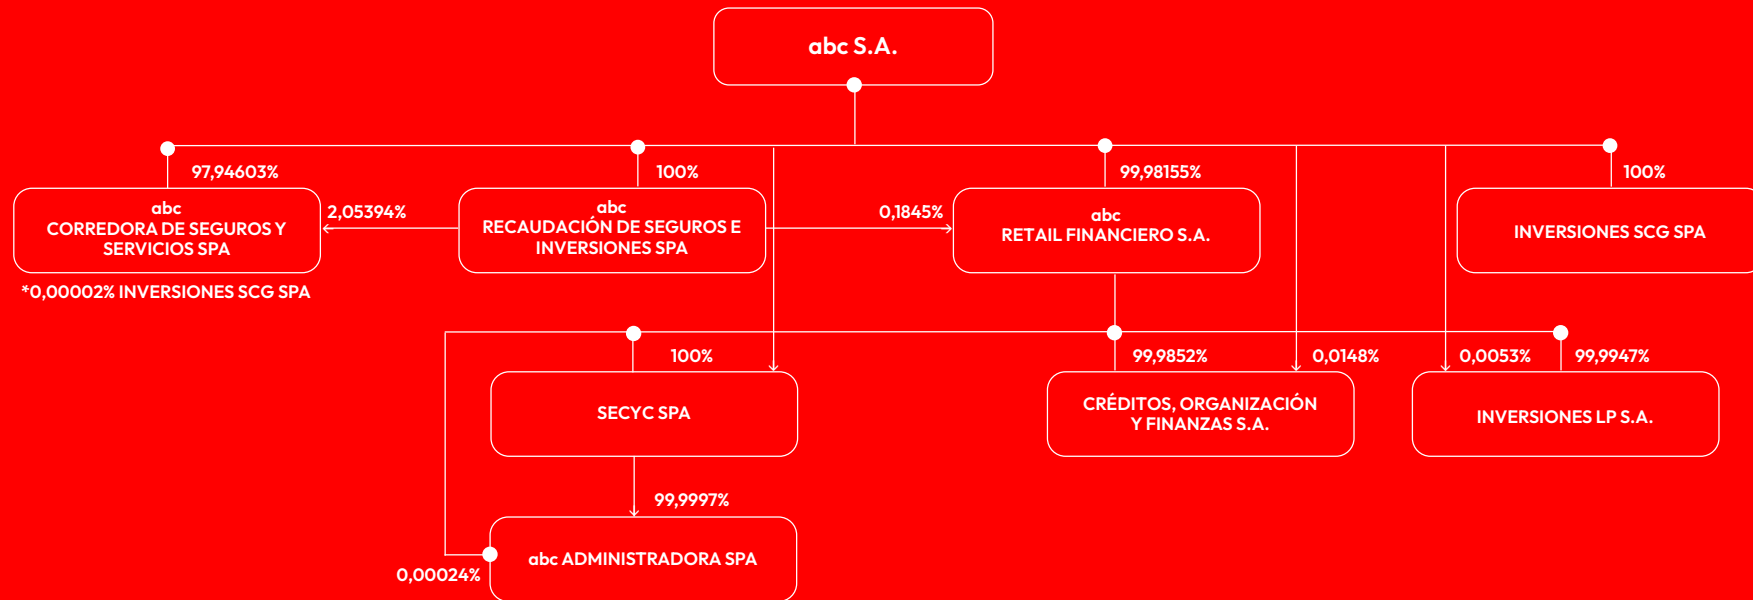 abc S.A.
97,94603%
100%
99,98155%
100%
abc
CORREDORA DE SEGUROS Y
SERVICIOS SPA
2,05394%
abc
RECAUDACIÓN DE SEGUROS E
INVERSIONES SPA
0,1845%
abc
RETAIL FINANCIERO S.A.
INVERSIONES SCG SPA
*0,00002% INVERSIONES SCG SPA
100%
99,9852%
0,0148%
0,0053%
99,9947%
SECYC SPA
CRÉDITOS, ORGANIZACIÓN
Y FINANZAS S.A.
INVERSIONES LP S.A.
99,9997%
abc ADMINISTRADORA SPA
0,00024%